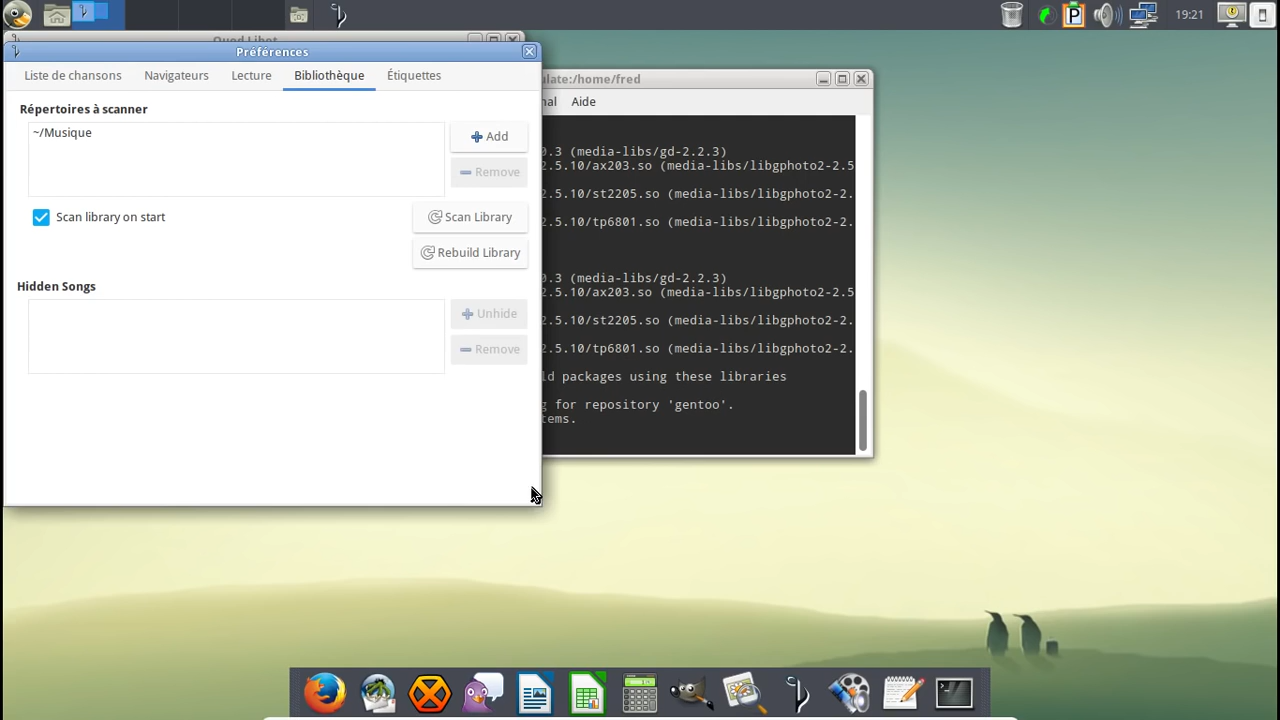 19:21
Quod Libet
Préférences
Liste de chansons Navigateurs Lecture Bibliothèque Étiquettes
Répertoires à scanner
~/Musique
Add
Remove
Scan library on start
Scan Library
Rebuild Library
Hidden Songs
Unhide
Remove
ulate:/home/fred
nal Aide
0.3 (media-libs/gd-2.2.3)
2.5.10/ax203.so (media-libs/libgphoto2-2.5
2.5.10/st2205.so (media-libs/libgphoto2-2.
2.5.10/tp6801.so (media-libs/libgphoto2-2.
0.3 (media-libs/gd-2.2.3)
2.5.10/ax203.so (media-libs/libgphoto2-2.5
2.5.10/st2205.so (media-libs/libgphoto2-2.
2.5.10/tp6801.so (media-libs/libgphoto2-2.
ld packages using these libraries
g for repository 'gentoo'.
tems.